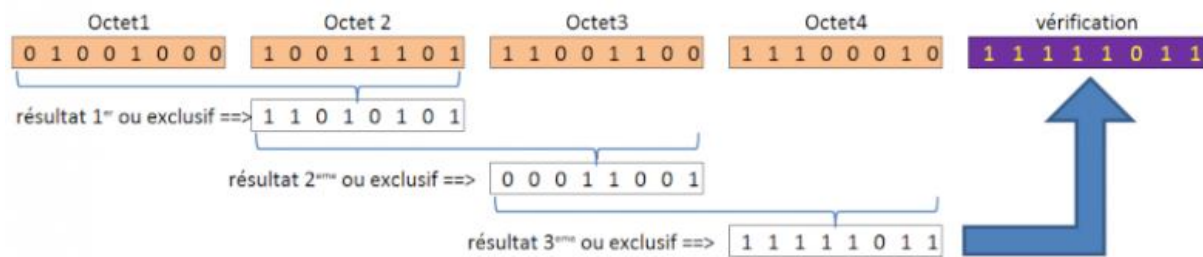 Octet1 Octet 2 Octet3 Octet4 vérification
0 1 0 0 1 0 0 0 1 0 0 1 1 1 0 1 1 1 0 0 1 1 0 0 1 1 1 0 0 0 1 0 1 1 1 1 1 0 1 1
résultat 1er ou exclusif ==> 1 1 0 1 0 1 0 1
résultat 2eme ou exclusif ==> 0 0 0 1 1 0 0 1
résultat 3eme ou exclusif ==> 1 1 1 1 1 0 1 1